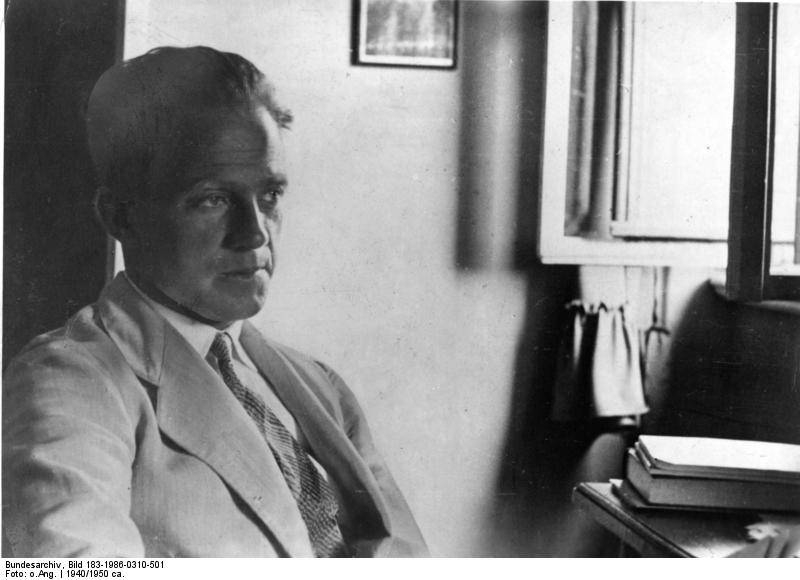 Bundesarchiv, Bild 183-1986-0310-501
Foto: o.Ang. | 1940/1950 ca.